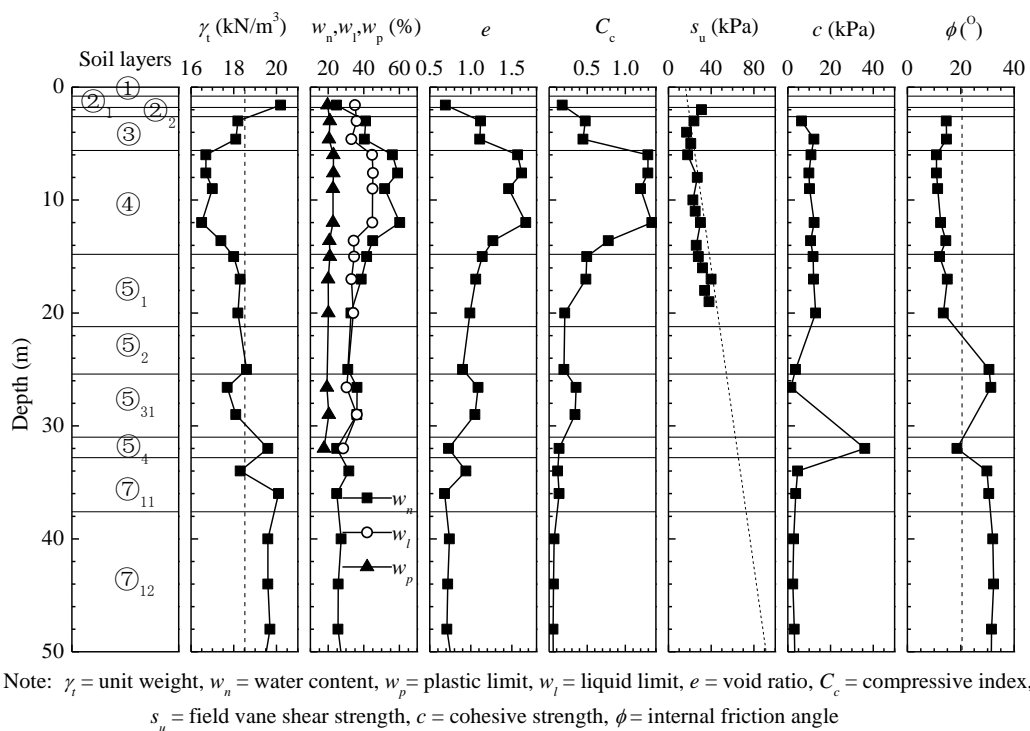 γt (kN/m3) wn,wl,wp (%) e Cc su (kPa) c (kPa) ϕ (O)
Soil layers 16 18 20 20 40 60 0.5 1.0 1.5 0.5 1.0 0 40 80 0 20 40 0 20 40
0 ①
②1 ②2
③
10 ④
⑤1
20
⑤2
⑤31
30
⑤4
⑦11
wn
40 wl
wp
⑦12
50
Depth (m)
Note: γt = unit weight, wn = water content, wp = plastic limit, wl = liquid limit, e = void ratio, Cc = compressive index,
su = field vane shear strength, c = cohesive strength, ϕ = internal friction angle